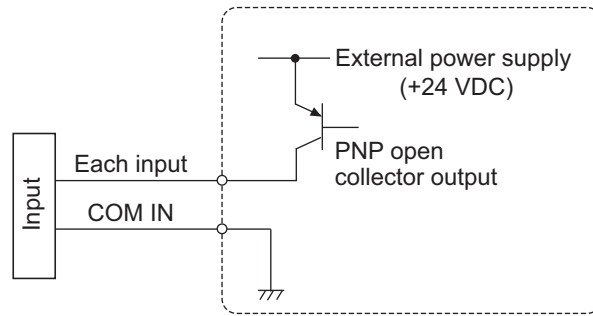 External power supply
(+24 VDC)
PNP open
collector output
Each input
COM IN
Input